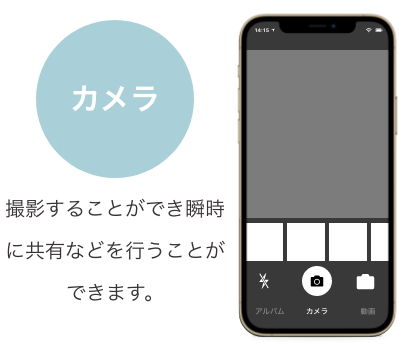 カメラ
撮影することができ瞬時
に共有などを行うことが
できます。
14:15
アルバム カメラ 動画